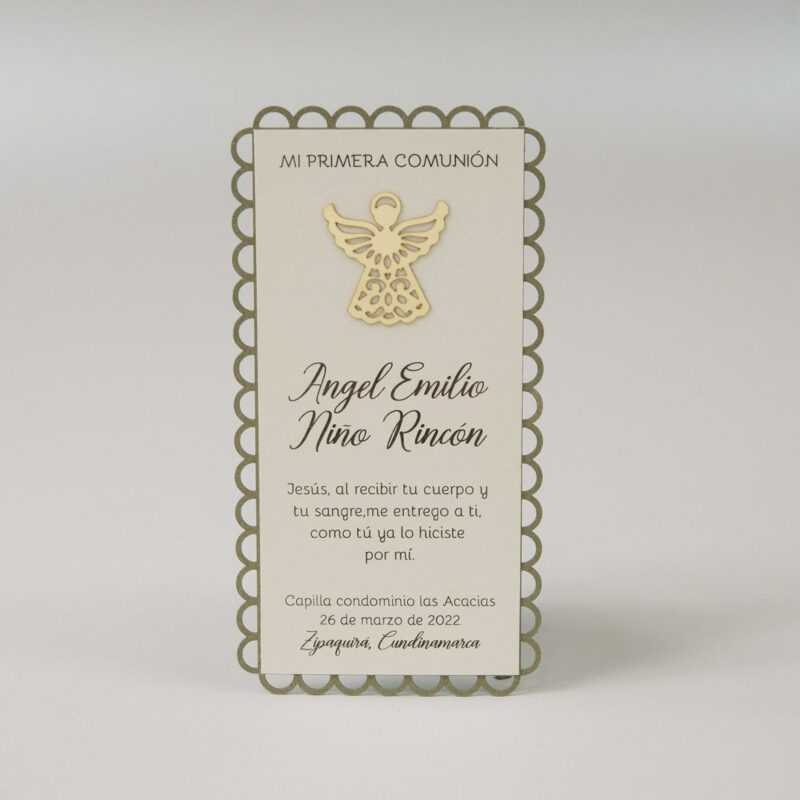 MI PRIMERA COMUNIÓN
Angel Emilio
Niño Rincón
Jesús, al recibir tu cuerpo y
tu sangre,me entrego a ti,
como tú ya lo hiciste
por mí.
Capilla condominio las Acacias
26 de marzo de 2022
Zipaquirá, Cundinamarca